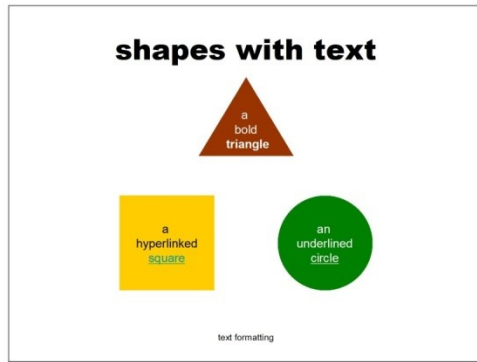 shapes with text
a
bold
triangle
a
hyperlinked
square
an
underlined
circle
text formatting